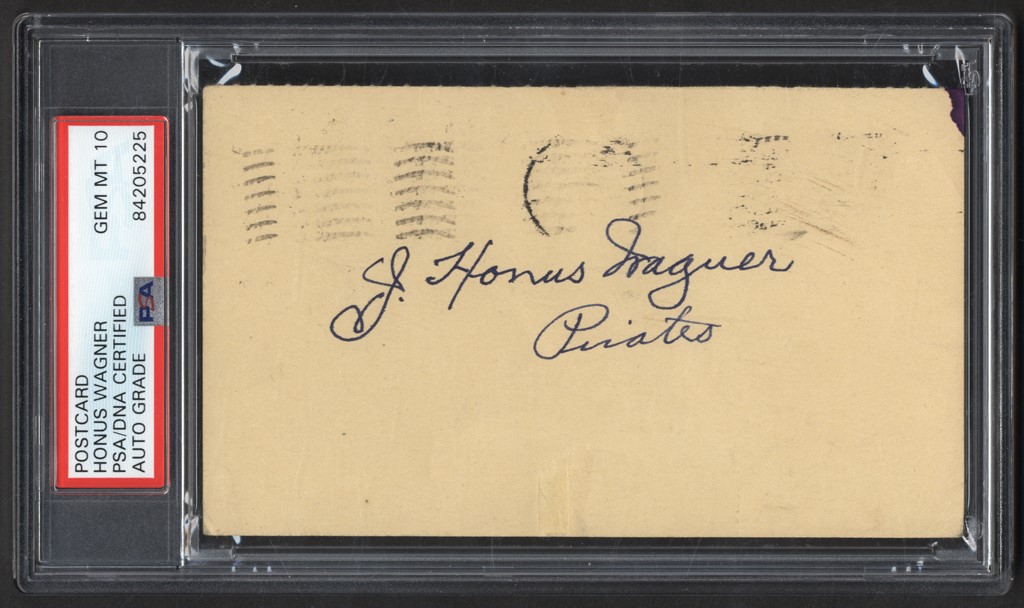 POSTCARD
HONUS WAGNER
PSA/DNA CERTIFIED
AUTO GRADE
GEM MT 10
84205225
PSA
J. Honus Wagner
Pirates